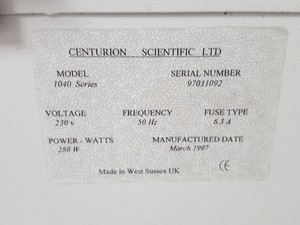 CENTURION SCIENTIFIC LTD
MODEL SERIAL NUMBER
1040 Series 97031092
VOLTAGE FREQUENCY FUSE TYPE
230 v 50 Hz 6.3 A
POWER - WATTS MANUFACTURED DATE
280 W March 1997
Made in West Sussex UK CE